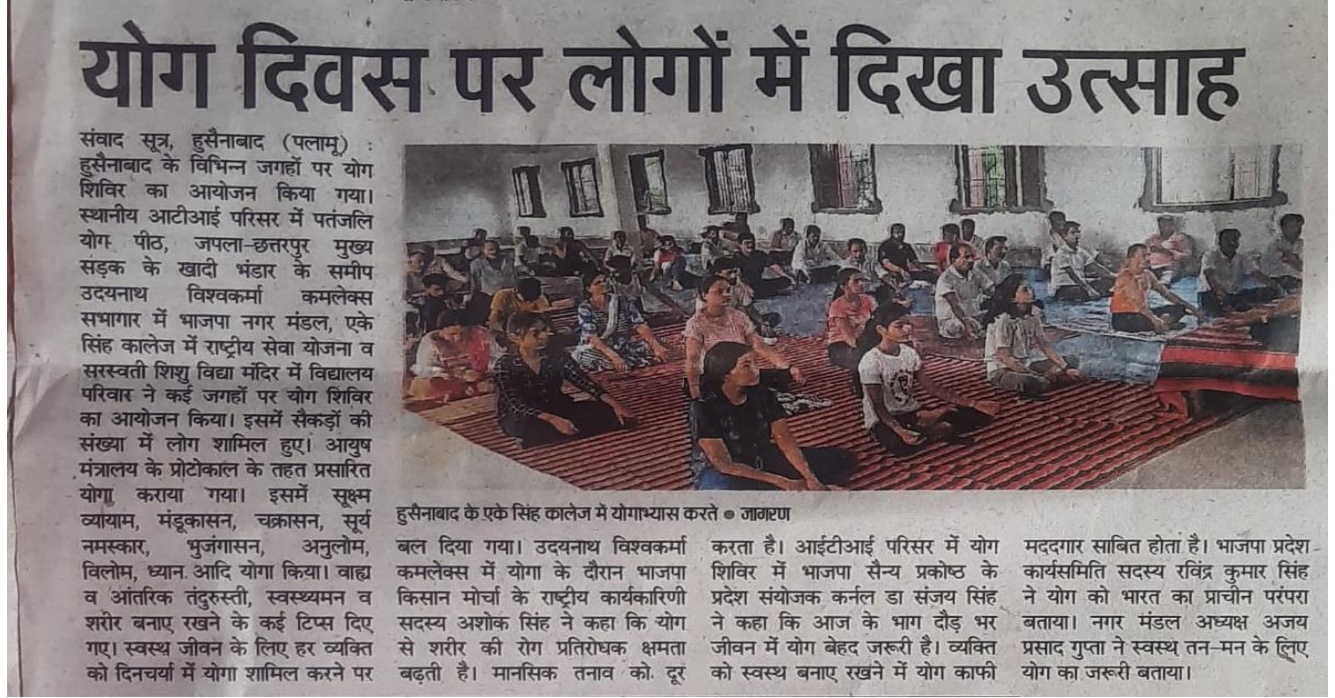 योग दिवस पर लोगों में दिखा उत्साह
संवाद सूत्र, हुसैनाबाद (पलामू) :
हुसैनाबाद के विभिन्न जगहों पर योग
शिविर का आयोजन किया गया।
स्थानीय आटीआई परिसर में पतंजलि
योग पीठ, जपला-छत्तरपुर मुख्य
सड़क के खादी भंडार के समीप
उदयनाथ विश्वकर्मा कमलेक्स
सभागार में भाजपा नगर मंडल, एके
सिंह कालेज में राष्ट्रीय सेवा योजना व
सरस्वती शिशु विद्या मंदिर में विद्यालय
परिवार ने कई जगहों पर योग शिविर
का आयोजन किया। इसमें सैकड़ों की
संख्या में लोग शामिल हुए। आयुष
मंत्रालय के प्रोटोकाल के तहत प्रसारित
योगा कराया गया। इसमें सूक्ष्म
व्यायाम, मंडूकासन, चक्रासन, सूर्य
नमस्कार, भुजंगासन, अनुलोम,
विलोम, ध्यान आदि योगा किया। वाह्य
व आंतरिक तंदुरुस्ती, स्वस्थ्यमन व
शरीर बनाए रखने के कई टिप्स दिए
गए। स्वस्थ जीवन के लिए हर व्यक्ति
को दिनचर्या में योगा शामिल करने पर
हुसैनाबाद के एके सिंह कालेज में योगाभ्यास करते ● जागरण
बल दिया गया। उदयनाथ विश्वकर्मा
कमलेक्स में योगा के दौरान भाजपा
किसान मोर्चा के राष्ट्रीय कार्यकारिणी
सदस्य अशोक सिंह ने कहा कि योग
से शरीर की रोग प्रतिरोधक क्षमता
बढ़ती है। मानसिक तनाव को दूर
करता है। आईटीआई परिसर में योग
शिविर में भाजपा सैन्य प्रकोष्ठ के
प्रदेश संयोजक कर्नल डा संजय सिंह
ने कहा कि आज के भाग दौड़ भर
जीवन में योग बेहद जरूरी है। व्यक्ति
को स्वस्थ बनाए रखने में योग काफी
मददगार साबित होता है। भाजपा प्रदेश
कार्यसमिति सदस्य रविंद्र कुमार सिंह
ने योग को भारत का प्राचीन परंपरा
बताया। नगर मंडल अध्यक्ष अजय
प्रसाद गुप्ता ने स्वस्थ तन-मन के लिए
योग का जरूरी बताया।